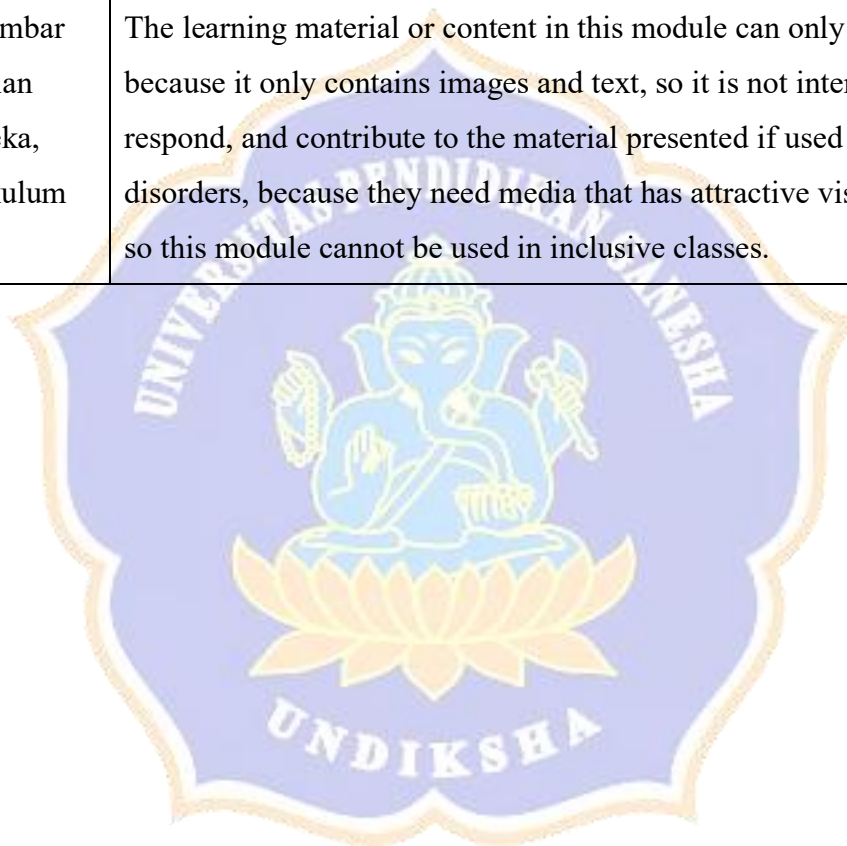 mbar
an
ka,
ulum
The learning material or content in this module can only
because it only contains images and text, so it is not inter
respond, and contribute to the material presented if used
disorders, because they need media that has attractive vis
so this module cannot be used in inclusive classes.
UNIVERSITAS PENDIDIKAN GANESHA
UNDIKSHA